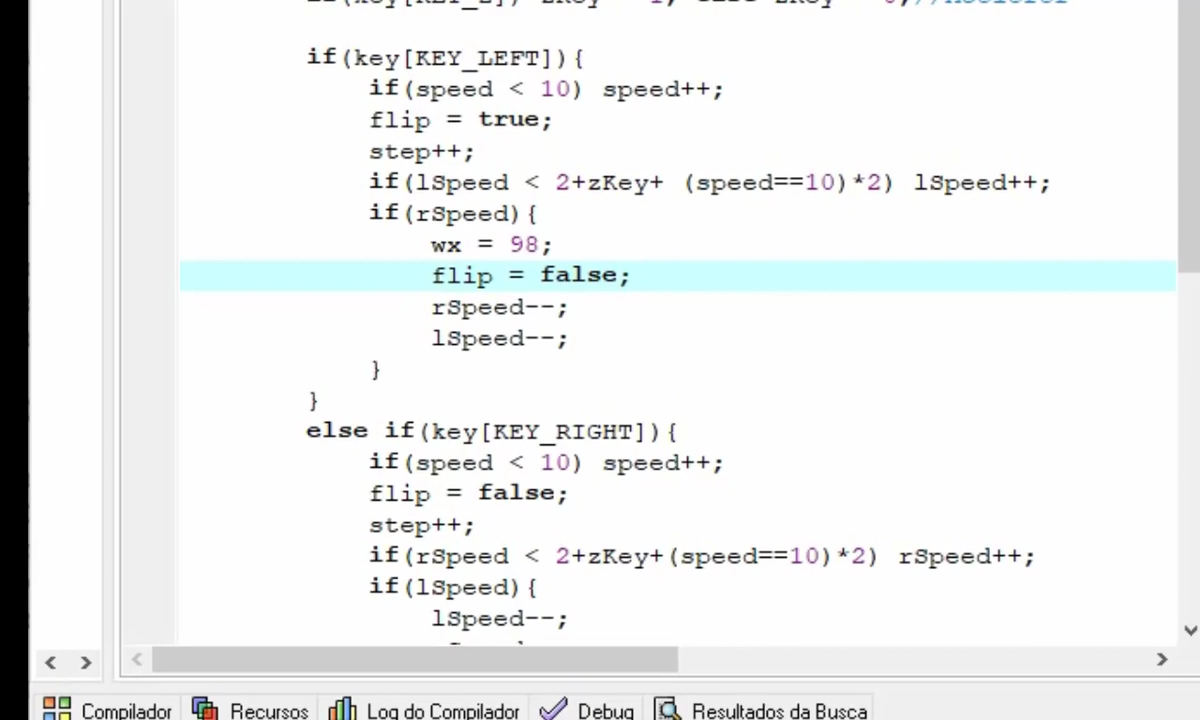 if(key[KEY_LEFT]){
if(speed < 10) speed++;
flip = true;
step++;
if(lSpeed < 2+zKey+ (speed==10)*2) lSpeed++;
if(rSpeed){
wx = 98;
flip = false;
rSpeed--;
lSpeed--;
}
}
else if(key[KEY_RIGHT]){
if(speed < 10) speed++;
flip = false;
step++;
if(rSpeed < 2+zKey+(speed==10)*2) rSpeed++;
if(lSpeed){
lSpeed--;
Compilador Recursos Log do Compilador Debug Resultados da Busca